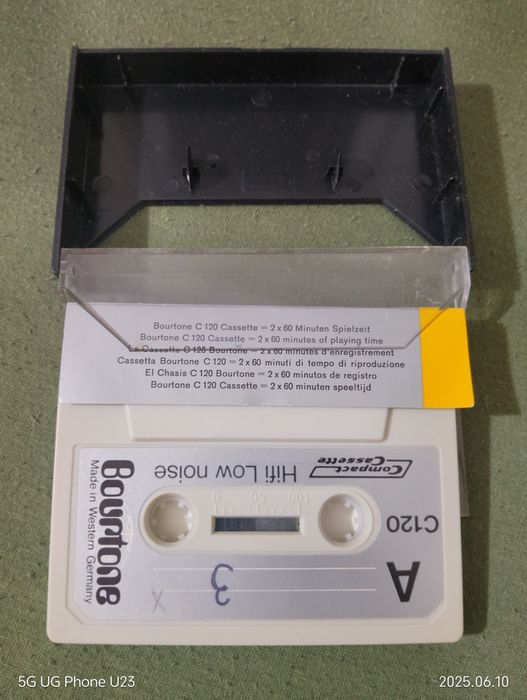 Bourtone C 120 Cassette = 2 x 60 Minuten Spielzeit
Bourtone C 120 Cassette = 2 x 60 minutes of playing time
La Cassette C 120 Bourtone = 2 x 60 minutes d'enregistrement
Cassetta Bourtone C 120 = 2 x 60 minuti di tempo di riproduzione
El Chasis C 120 Bourtone = 2 x 60 minutos de registro
Bourtone C 120 Cassette = 2 x 60 minuten speeltijd
Compact
Cassette
Hifi Low noise
Bourtone
Made in Western Germany
C120
0 50 100
A
3
x
5G UG Phone U23
2025.06.10